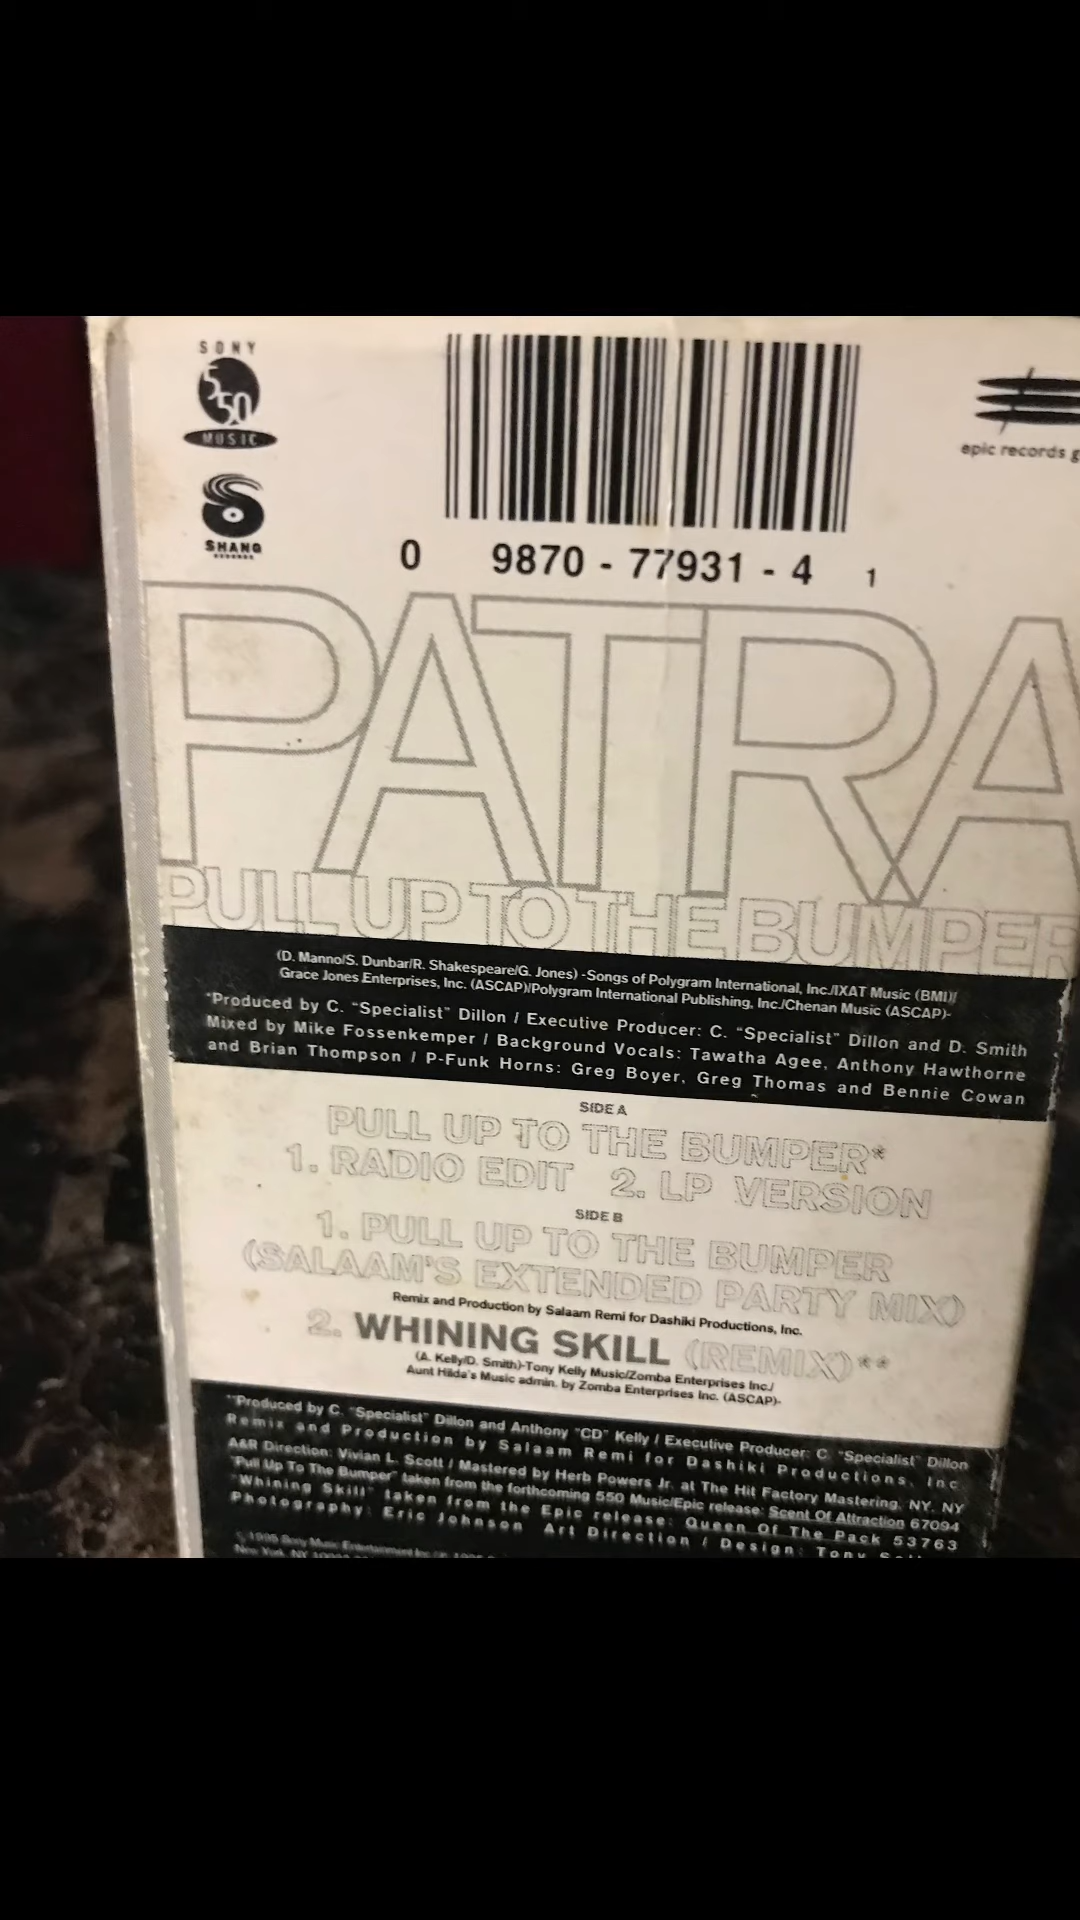 SONY
550
MUSIC
SHANG
RECORDS
epic records g
0 9870 - 77931 - 4 1
PATRA
PULL UP TO THE BUMPER
(D. Manno/S. Dunbar/R. Shakespeare/G. Jones) -Songs of Polygram International, Inc./IXAT Music (BMI)/
Grace Jones Enterprises, Inc. (ASCAP)/Polygram International Publishing, Inc./Chenan Music (ASCAP)-
*Produced by C. "Specialist" Dillon / Executive Producer: C. "Specialist" Dillon and D. Smith
Mixed by Mike Fossenkemper / Background Vocals: Tawatha Agee, Anthony Hawthorne
and Brian Thompson / P-Funk Horns: Greg Boyer, Greg Thomas and Bennie Cowan
SIDE A
PULL UP TO THE BUMPER*
1. RADIO EDIT 2. LP VERSION
SIDE B
1. PULL UP TO THE BUMPER
(SALAAM'S EXTENDED PARTY MIX)
Remix and Production by Salaam Remi for Dashiki Productions, Inc.
2. WHINING SKILL (REMIX)**
(A. Kelly/D. Smith)-Tony Kelly Music/Zomba Enterprises Inc./
Aunt Hilda's Music admin. by Zomba Enterprises Inc. (ASCAP)-
**Produced by C. "Specialist" Dillon and Anthony "CD" Kelly / Executive Producer: C. "Specialist" Dillon
Remix and Production by Salaam Remi for Dashiki Productions, Inc.
A&R Direction: Vivian L. Scott / Mastered by Herb Powers Jr. at The Hit Factory Mastering, NY, NY
"Pull Up To The Bumper" taken from the forthcoming 550 Music/Epic release: Scent Of Attraction 67094
"Whining Skill" taken from the Epic release: Queen Of The Pack 53763
Photography: Eric Johnson Art Direction / Design: Tony
1995 Sony Music Entertainment Inc.
New York, NY